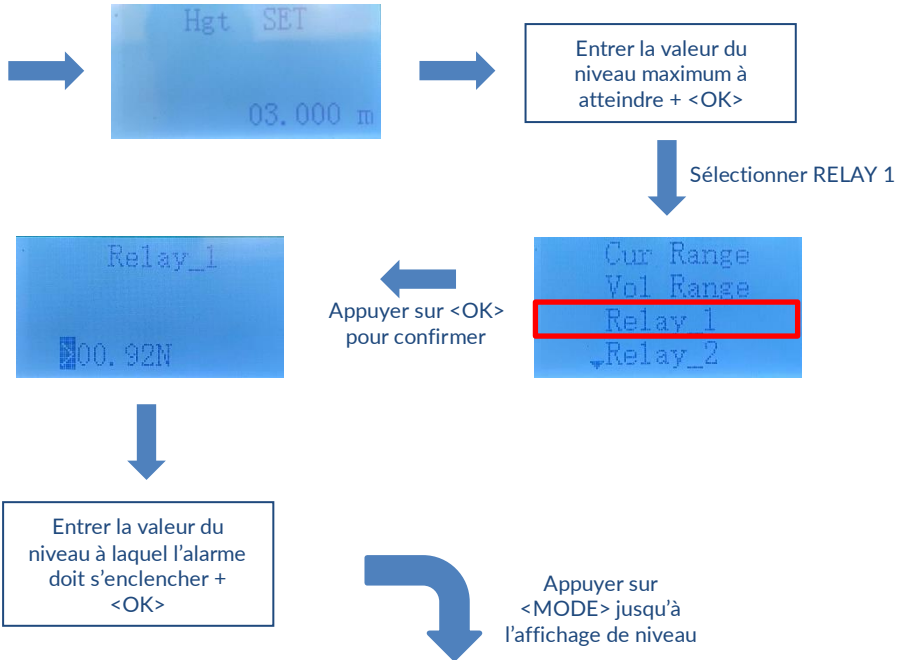 Hgt SET
03.000 m
Entrer la valeur du
niveau maximum à
atteindre + <OK>
Sélectionner RELAY 1
Cur Range
Vol Range
Relay_1
Relay_2
Appuyer sur <OK>
pour confirmer
Relay_1
00.92N
Entrer la valeur du
niveau à laquel l’alarme
doit s’enclencher +
<OK>
Appuyer sur
<MODE> jusqu’à
l’affichage de niveau